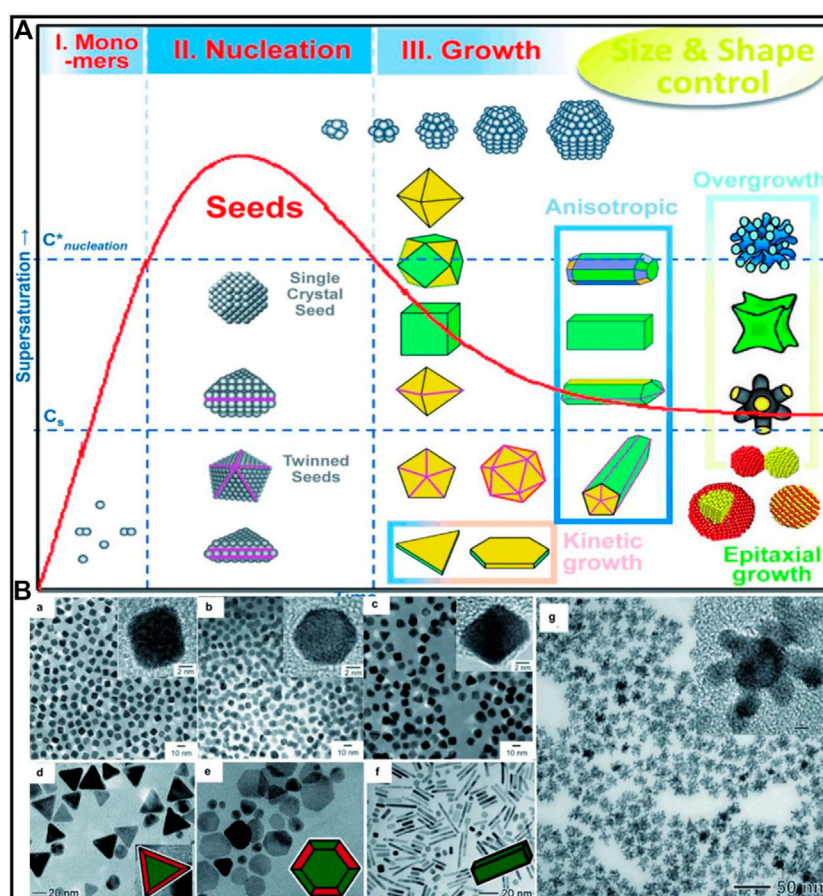 A
I. Mono
-mers
II. Nucleation
III. Growth
Size & Shape
control
Supersaturation →
C*nucleation
Cs
Seeds
Single
Crystal
Seed
Twinned
Seeds
Anisotropic
Overgrowth
Kinetic
growth
Epitaxial
growth
B
a
2 nm
10 nm
b
2 nm
10 nm
c
2 nm
10 nm
g
50 nm
d
20 nm
e
f
20 nm